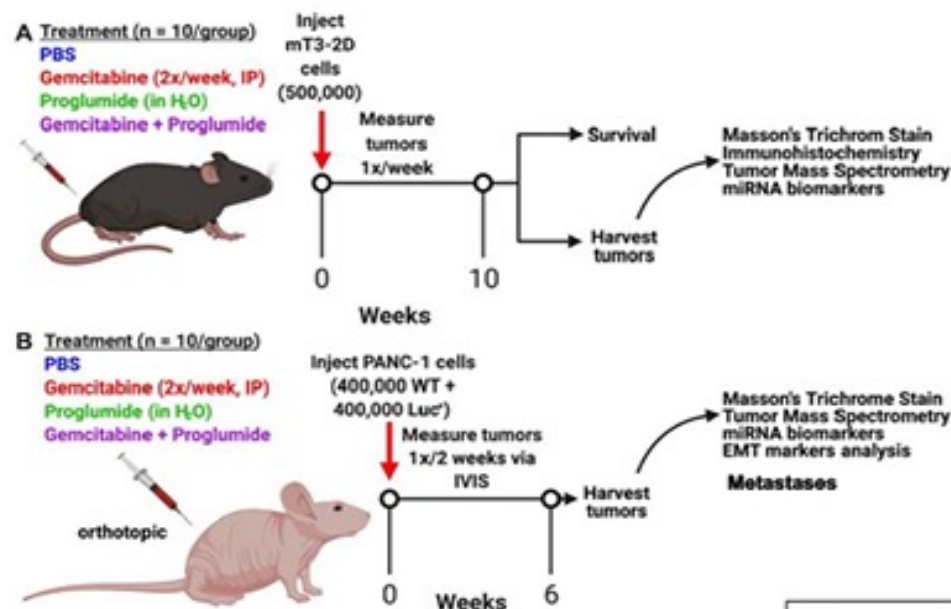 A Treatment (n = 10/group)
PBS
Gemcitabine (2x/week, IP)
Proglumide (in H₂O)
Gemcitabine + Proglumide
Inject
mT3-2D
cells
(500,000)
Measure
tumors
1x/week
0
10
Weeks
Survival
Harvest
tumors
Masson's Trichrom Stain
Immunohistochemistry
Tumor Mass Spectrometry
miRNA biomarkers
B Treatment (n = 10/group)
PBS
Gemcitabine (2x/week, IP)
Proglumide (in H₂O)
Gemcitabine + Proglumide
orthotopic
Inject PANC-1 cells
(400,000 WT +
400,000 Luc⁺)
Measure tumors
1x/2 weeks via
IVIS
0
6
Weeks
Harvest
tumors
Masson's Trichrome Stain
Tumor Mass Spectrometry
miRNA biomarkers
EMT markers analysis
Metastases